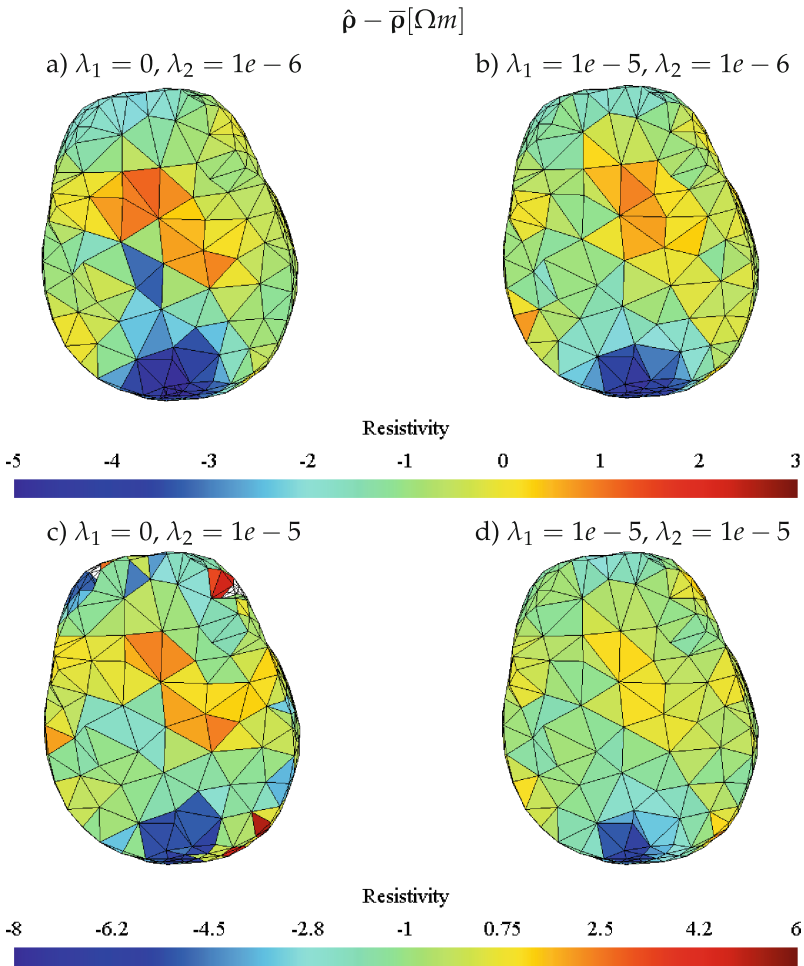 ρ̂ − ρ̅[Ωm]
a) λ₁ = 0, λ₂ = 1e − 6
b) λ₁ = 1e − 5, λ₂ = 1e − 6
Resistivity
-5 -4 -3 -2 -1 0 1 2 3
c) λ₁ = 0, λ₂ = 1e − 5
d) λ₁ = 1e − 5, λ₂ = 1e − 5
Resistivity
-8 -6.2 -4.5 -2.8 -1 0.75 2.5 4.2 6